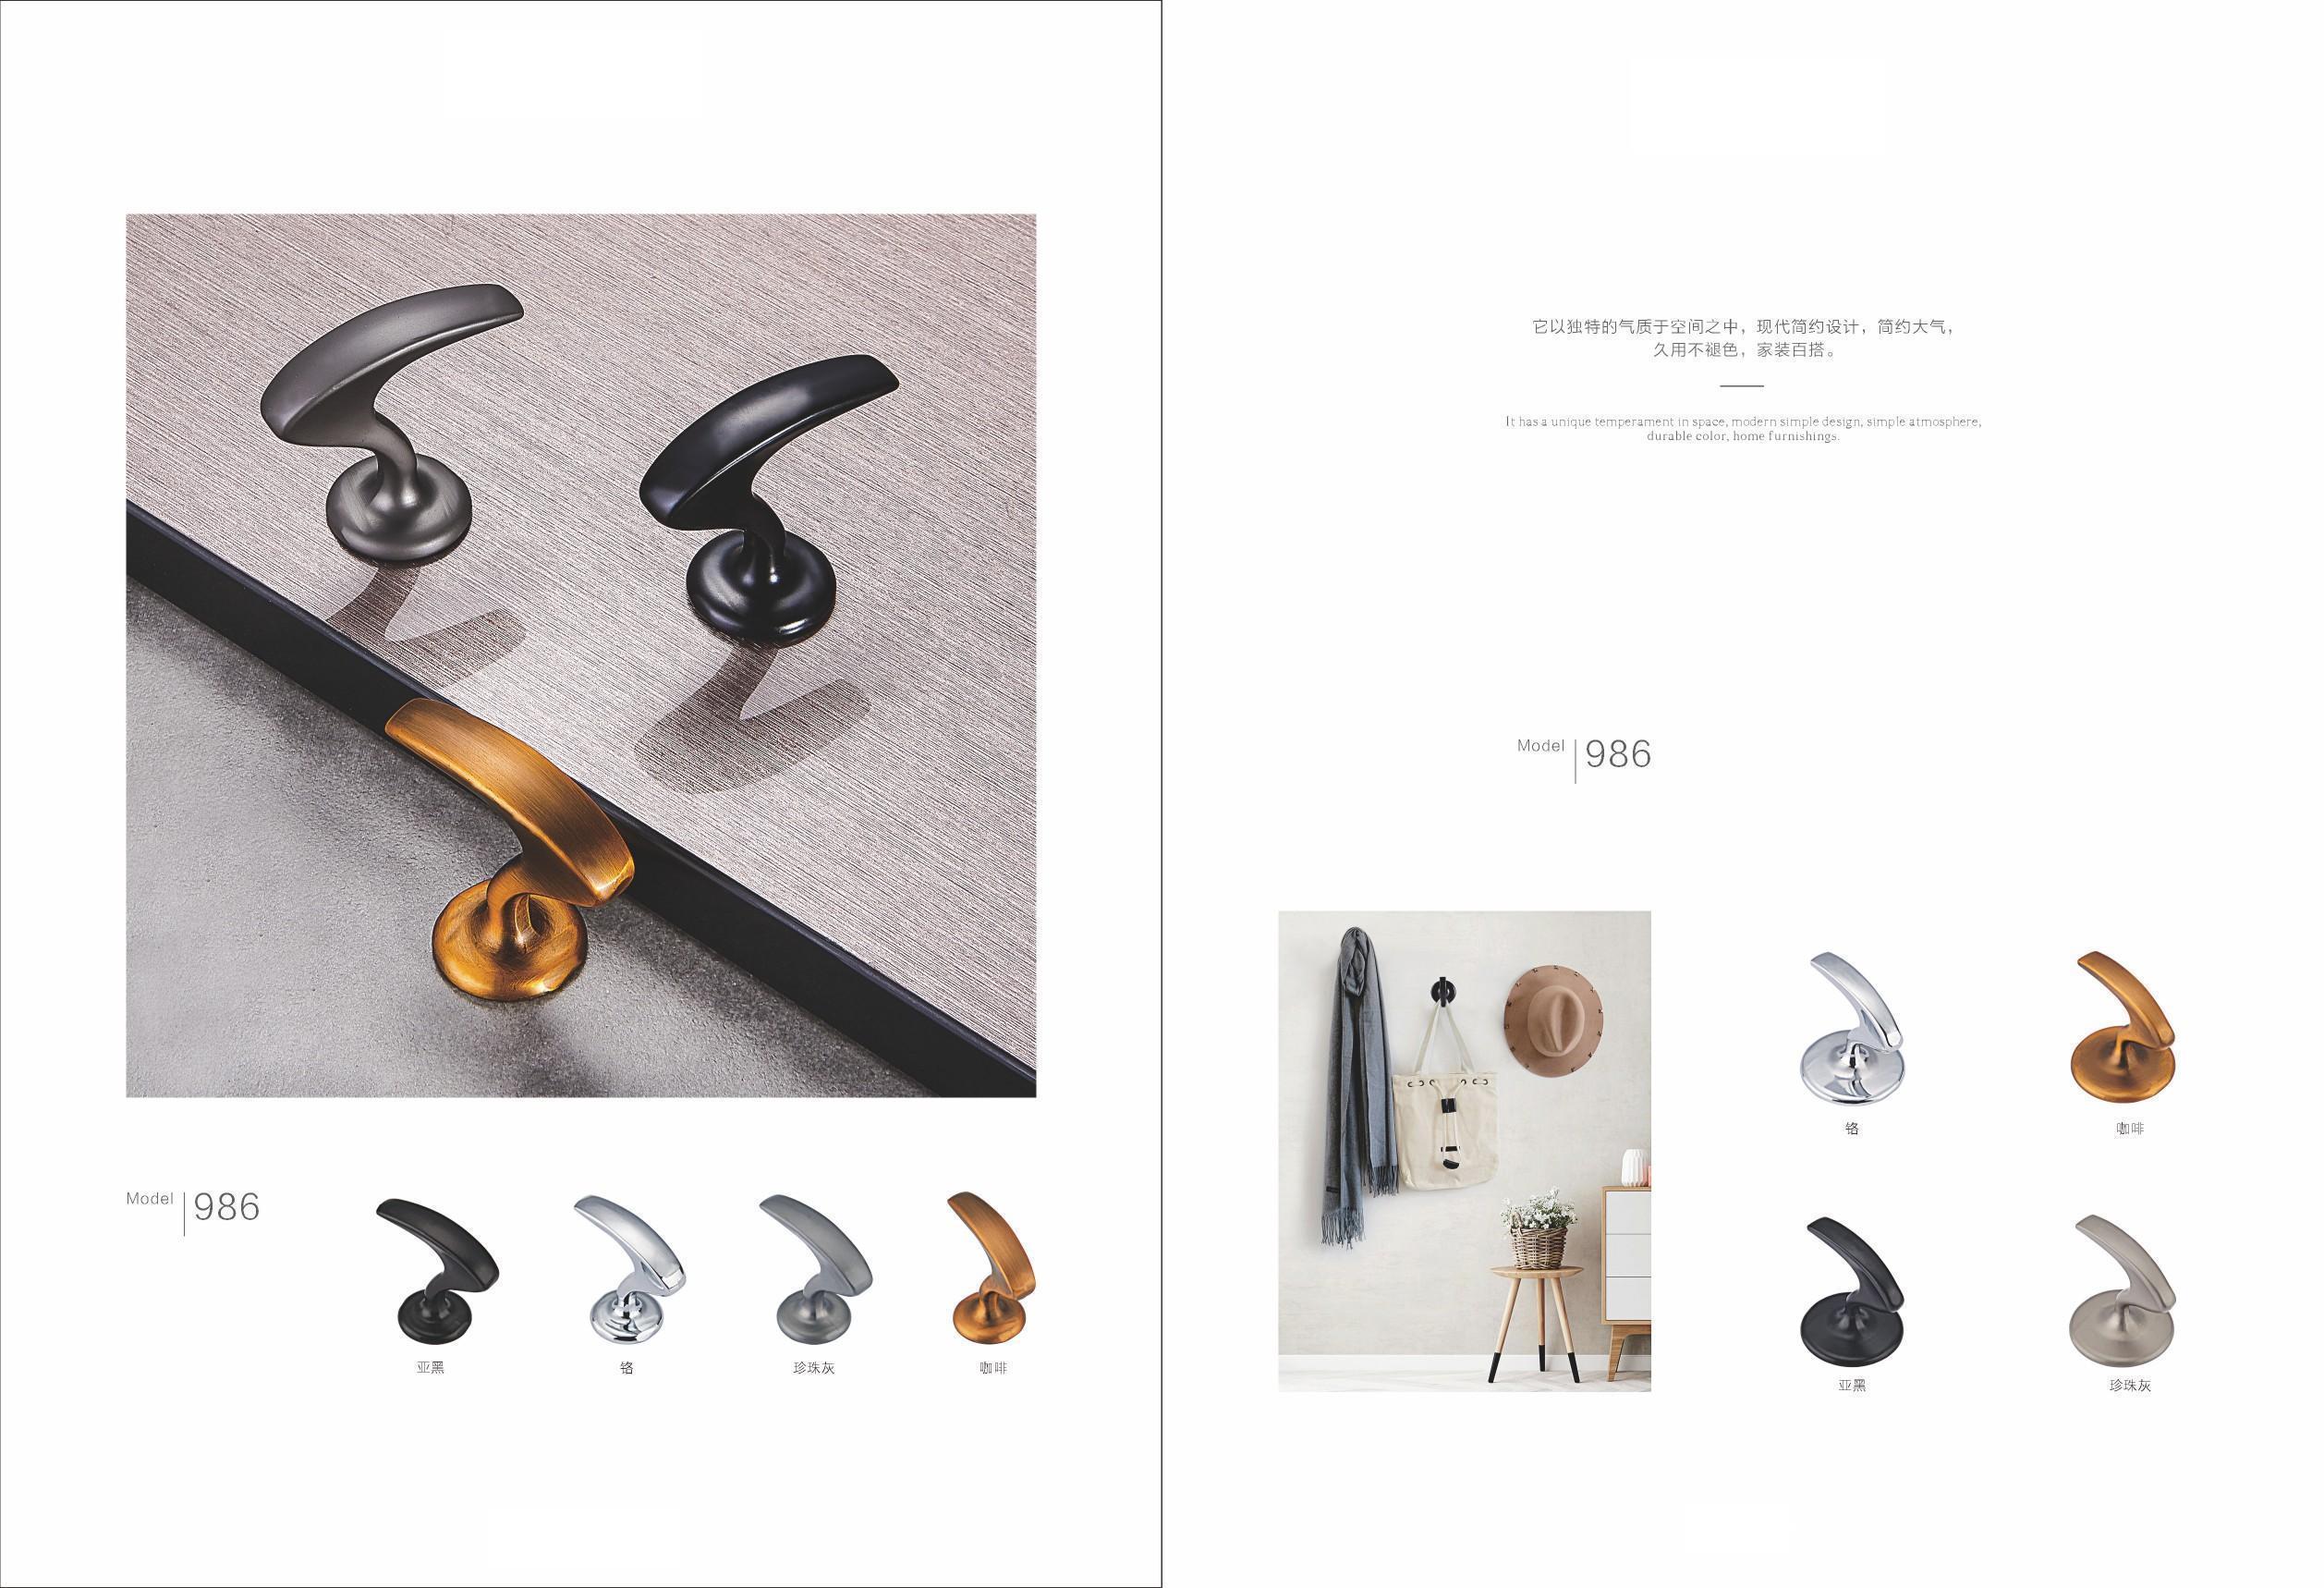 Model 986
亚黑
铬
珍珠灰
咖啡
它以独特的气质于空间之中，现代简约设计，简约大气，
久用不褪色，家装百搭。
It has a unique temperament in space, modern simple design, simple atmosphere,
durable color, home furnishings.
Model 986
铬
咖啡
亚黑
珍珠灰